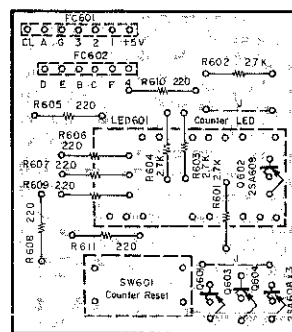 FC601
CL A G 3 2 1 +5V
FC602
D E B C F 4
R610 220
R602 2.7K
R605 220
J
LED601
Counter LED
R606
220
R607
220
R609 220
R604
2.7K
R603
2.7K
R601
2.7K
Q602
2SA608
R608 220
R611 220
J
SW601
Counter Reset
Q601
Q603
Q604
2SA608x3